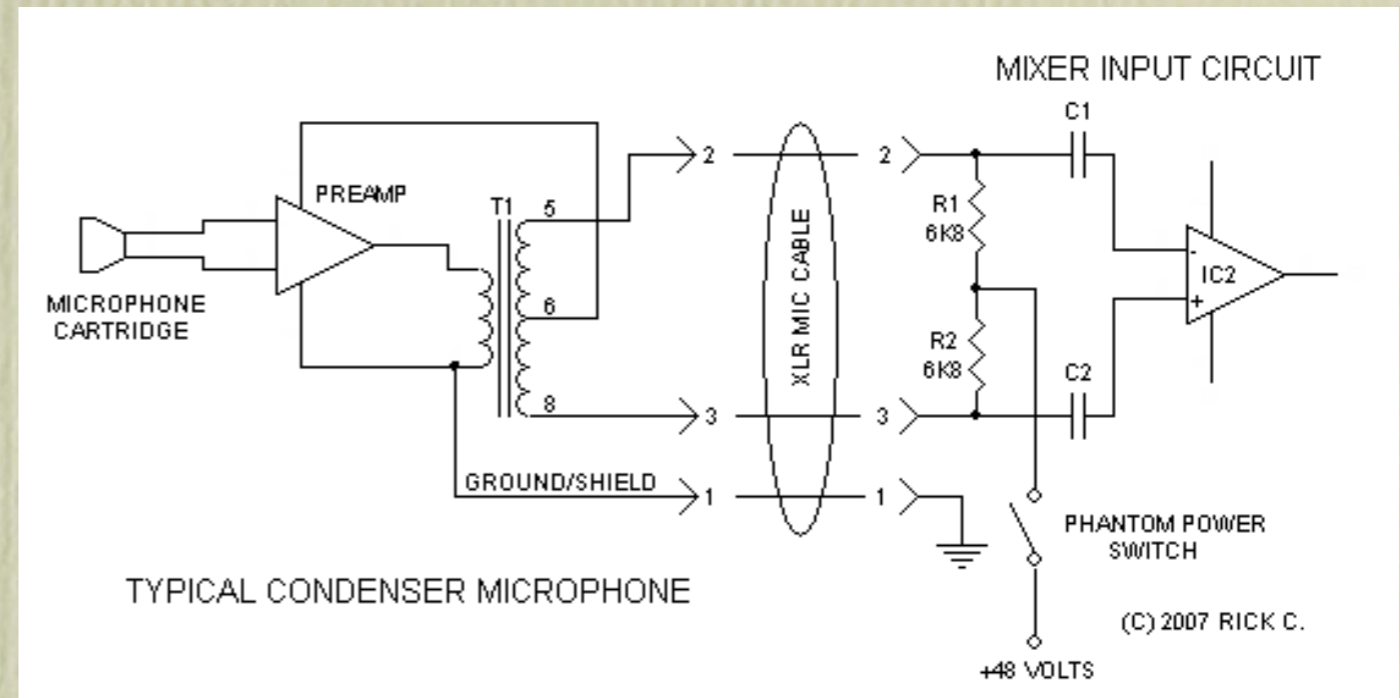 MIXER INPUT CIRCUIT
C1
PREAMP
T1
5
2
2
R1
6K8
XLR MIC CABLE
-
IC2
+
MICROPHONE
CARTRIDGE
6
R2
6K8
C2
8
3
3
GROUND/SHIELD
1
1
PHANTOM POWER
SWITCH
TYPICAL CONDENSER MICROPHONE
(C) 2007 RICK C.
+48 VOLTS